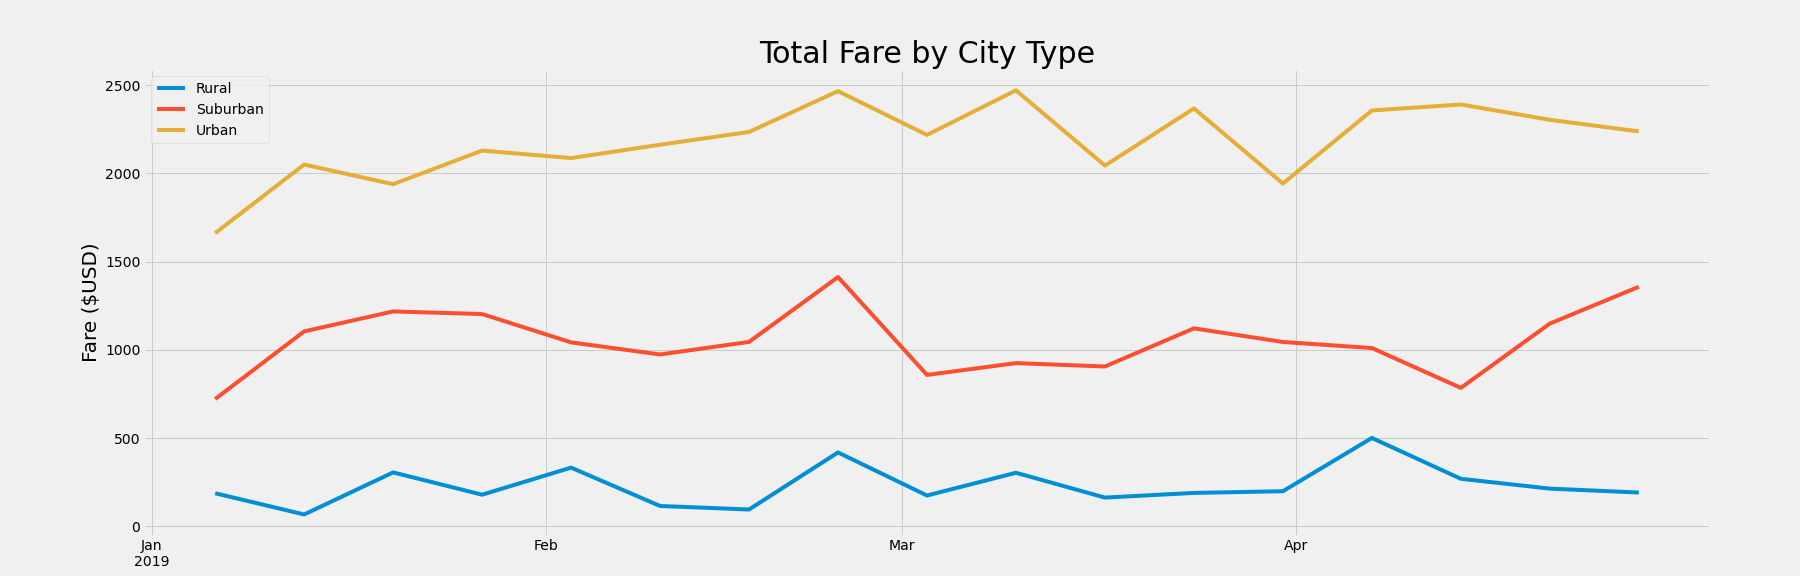 Total Fare by City Type
Rural
Suburban
Urban
Fare ($USD)
2500
2000
1500
1000
500
0
Jan
2019
Feb
Mar
Apr